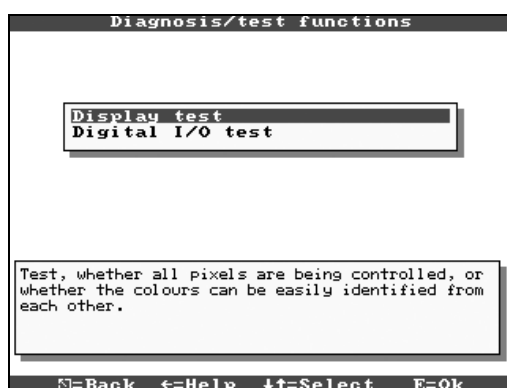 Diagnosis/test functions
Display test
Digital I/O test
Test, whether all pixels are being controlled, or
whether the colours can be easily identified from
each other.
=Back ←=Help ↓↑=Select E=Ok